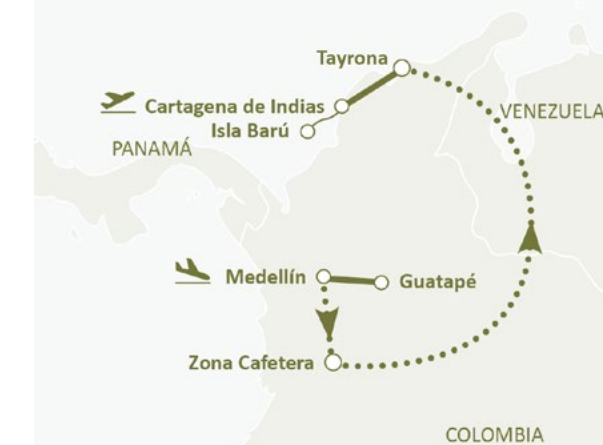 Tayrona
Cartagena de Indias
VENEZUELA
Isla Barú
PANAMÁ
Medellín
Guatapé
Zona Cafetera
COLOMBIA